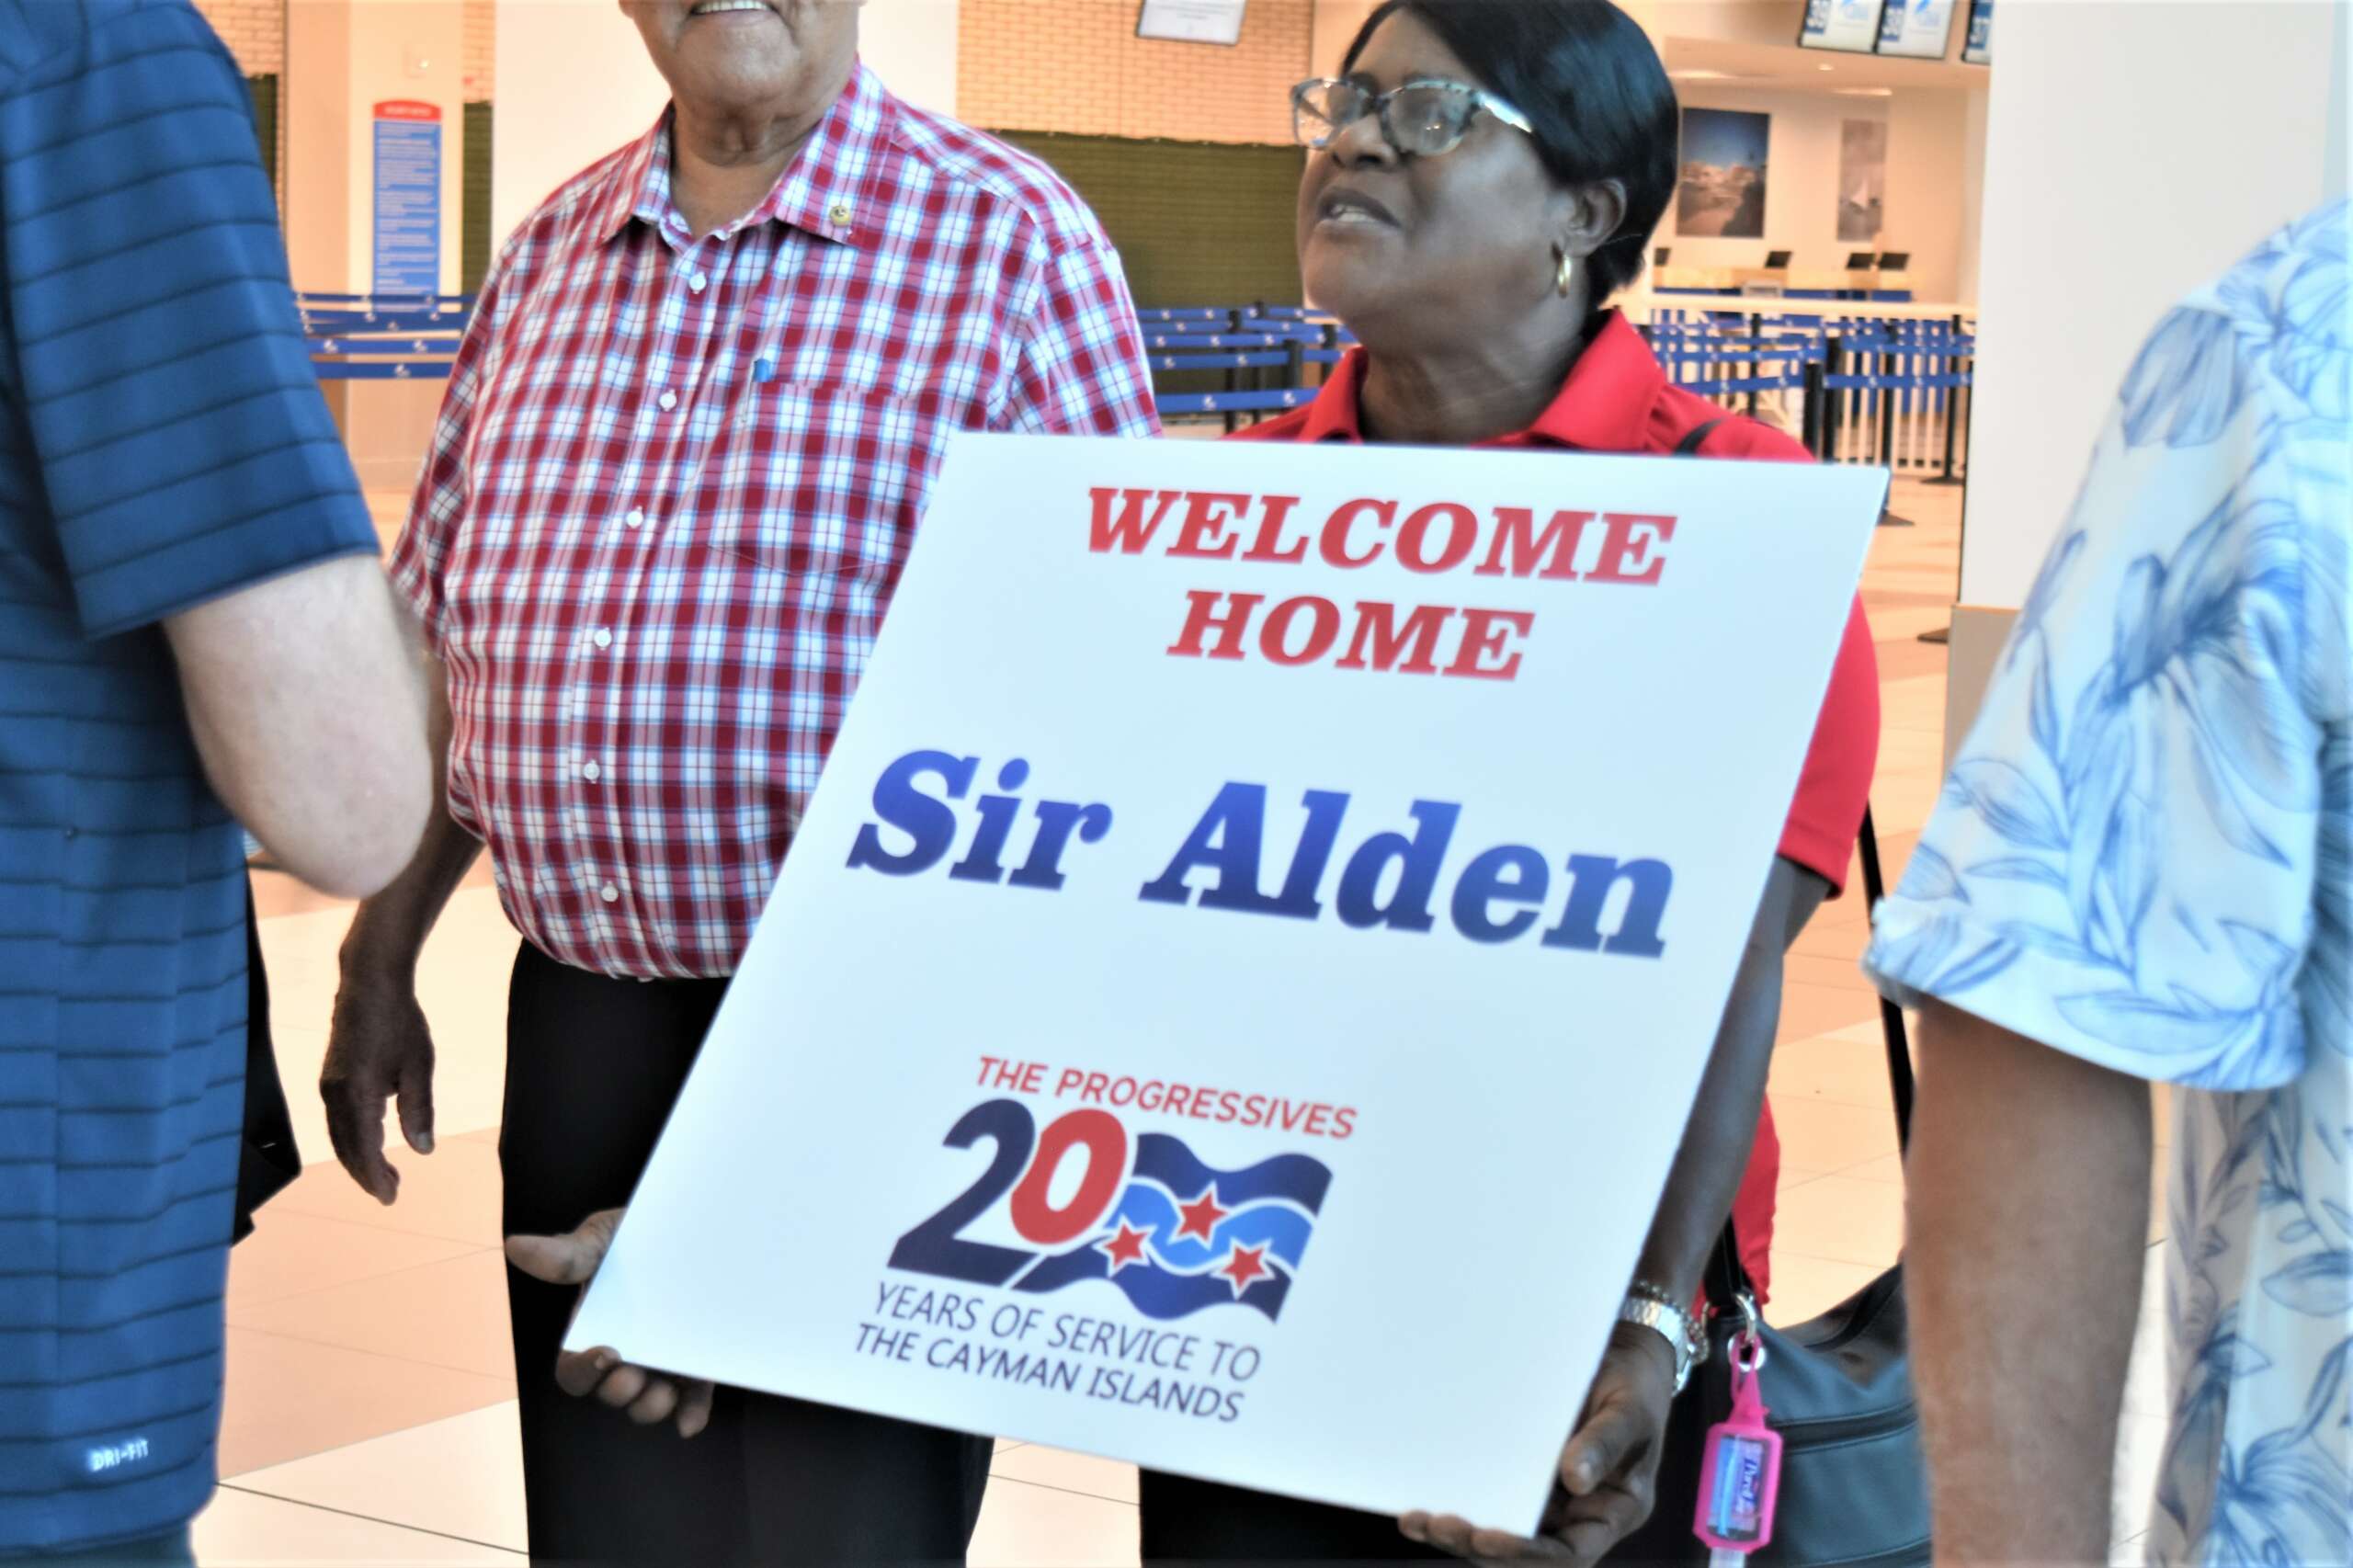 WELCOME
HOME
Sir Alden
THE PROGRESSIVES
20
YEARS OF SERVICE TO
THE CAYMAN ISLANDS
DRI-FIT